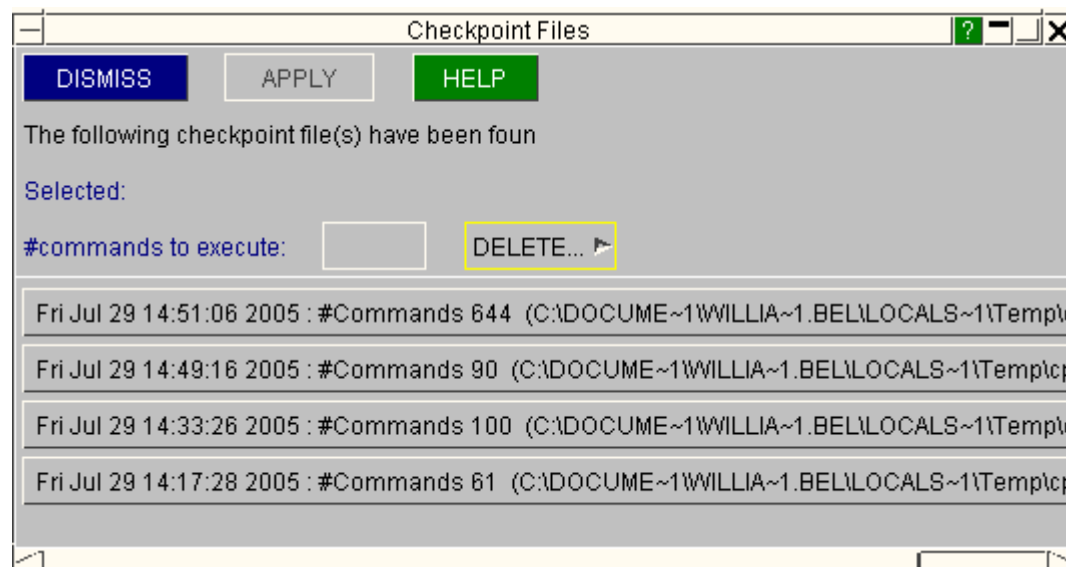 Checkpoint Files ?
DISMISS APPLY HELP
The following checkpoint file(s) have been foun
Selected:
#commands to execute: DELETE...
Fri Jul 29 14:51:06 2005 : #Commands 644 (C:\DOCUME~1\WILLIA~1.BEL\LOCALS~1\Temp\
Fri Jul 29 14:49:16 2005 : #Commands 90 (C:\DOCUME~1\WILLIA~1.BEL\LOCALS~1\Temp\cp
Fri Jul 29 14:33:26 2005 : #Commands 100 (C:\DOCUME~1\WILLIA~1.BEL\LOCALS~1\Temp\
Fri Jul 29 14:17:28 2005 : #Commands 61 (C:\DOCUME~1\WILLIA~1.BEL\LOCALS~1\Temp\cp